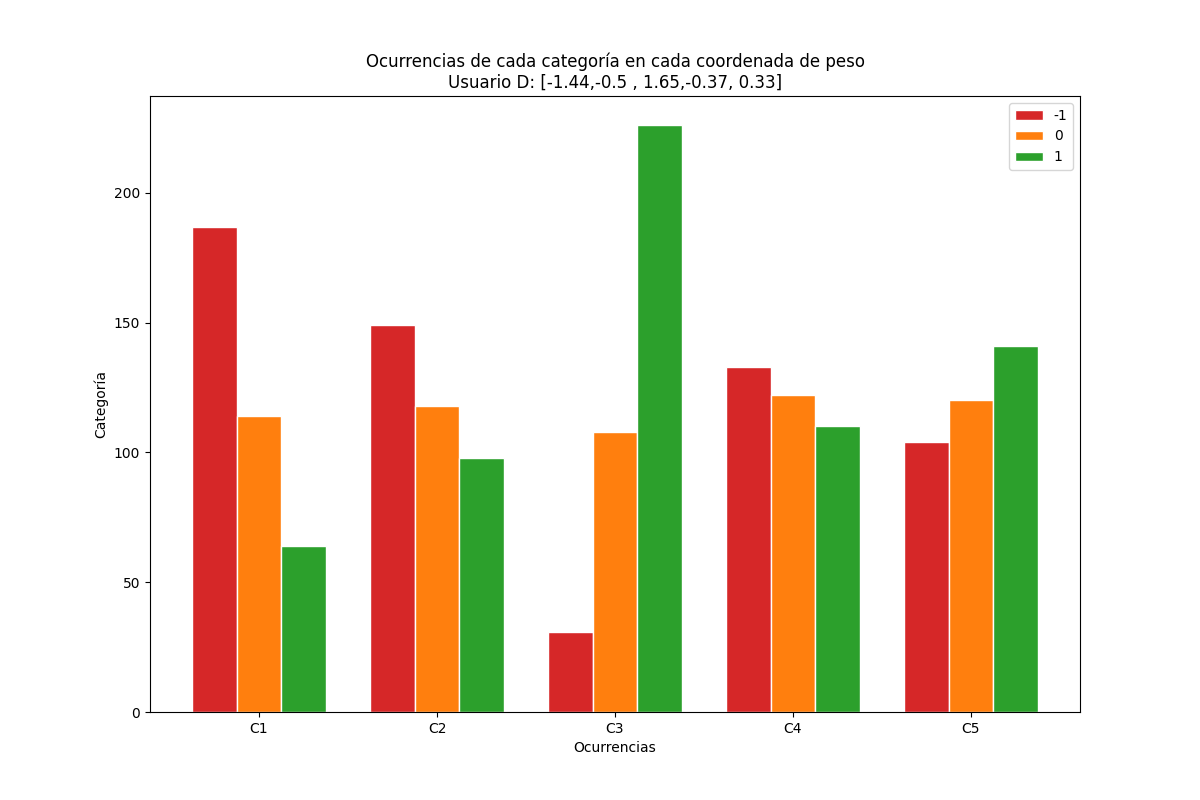 Ocurrencias de cada categoría en cada coordenada de peso
Usuario D: [-1.44,-0.5 , 1.65,-0.37, 0.33]
-1
0
1
200
150
100
50
0
Categoría
C1 C2 C3 C4 C5
Ocurrencias